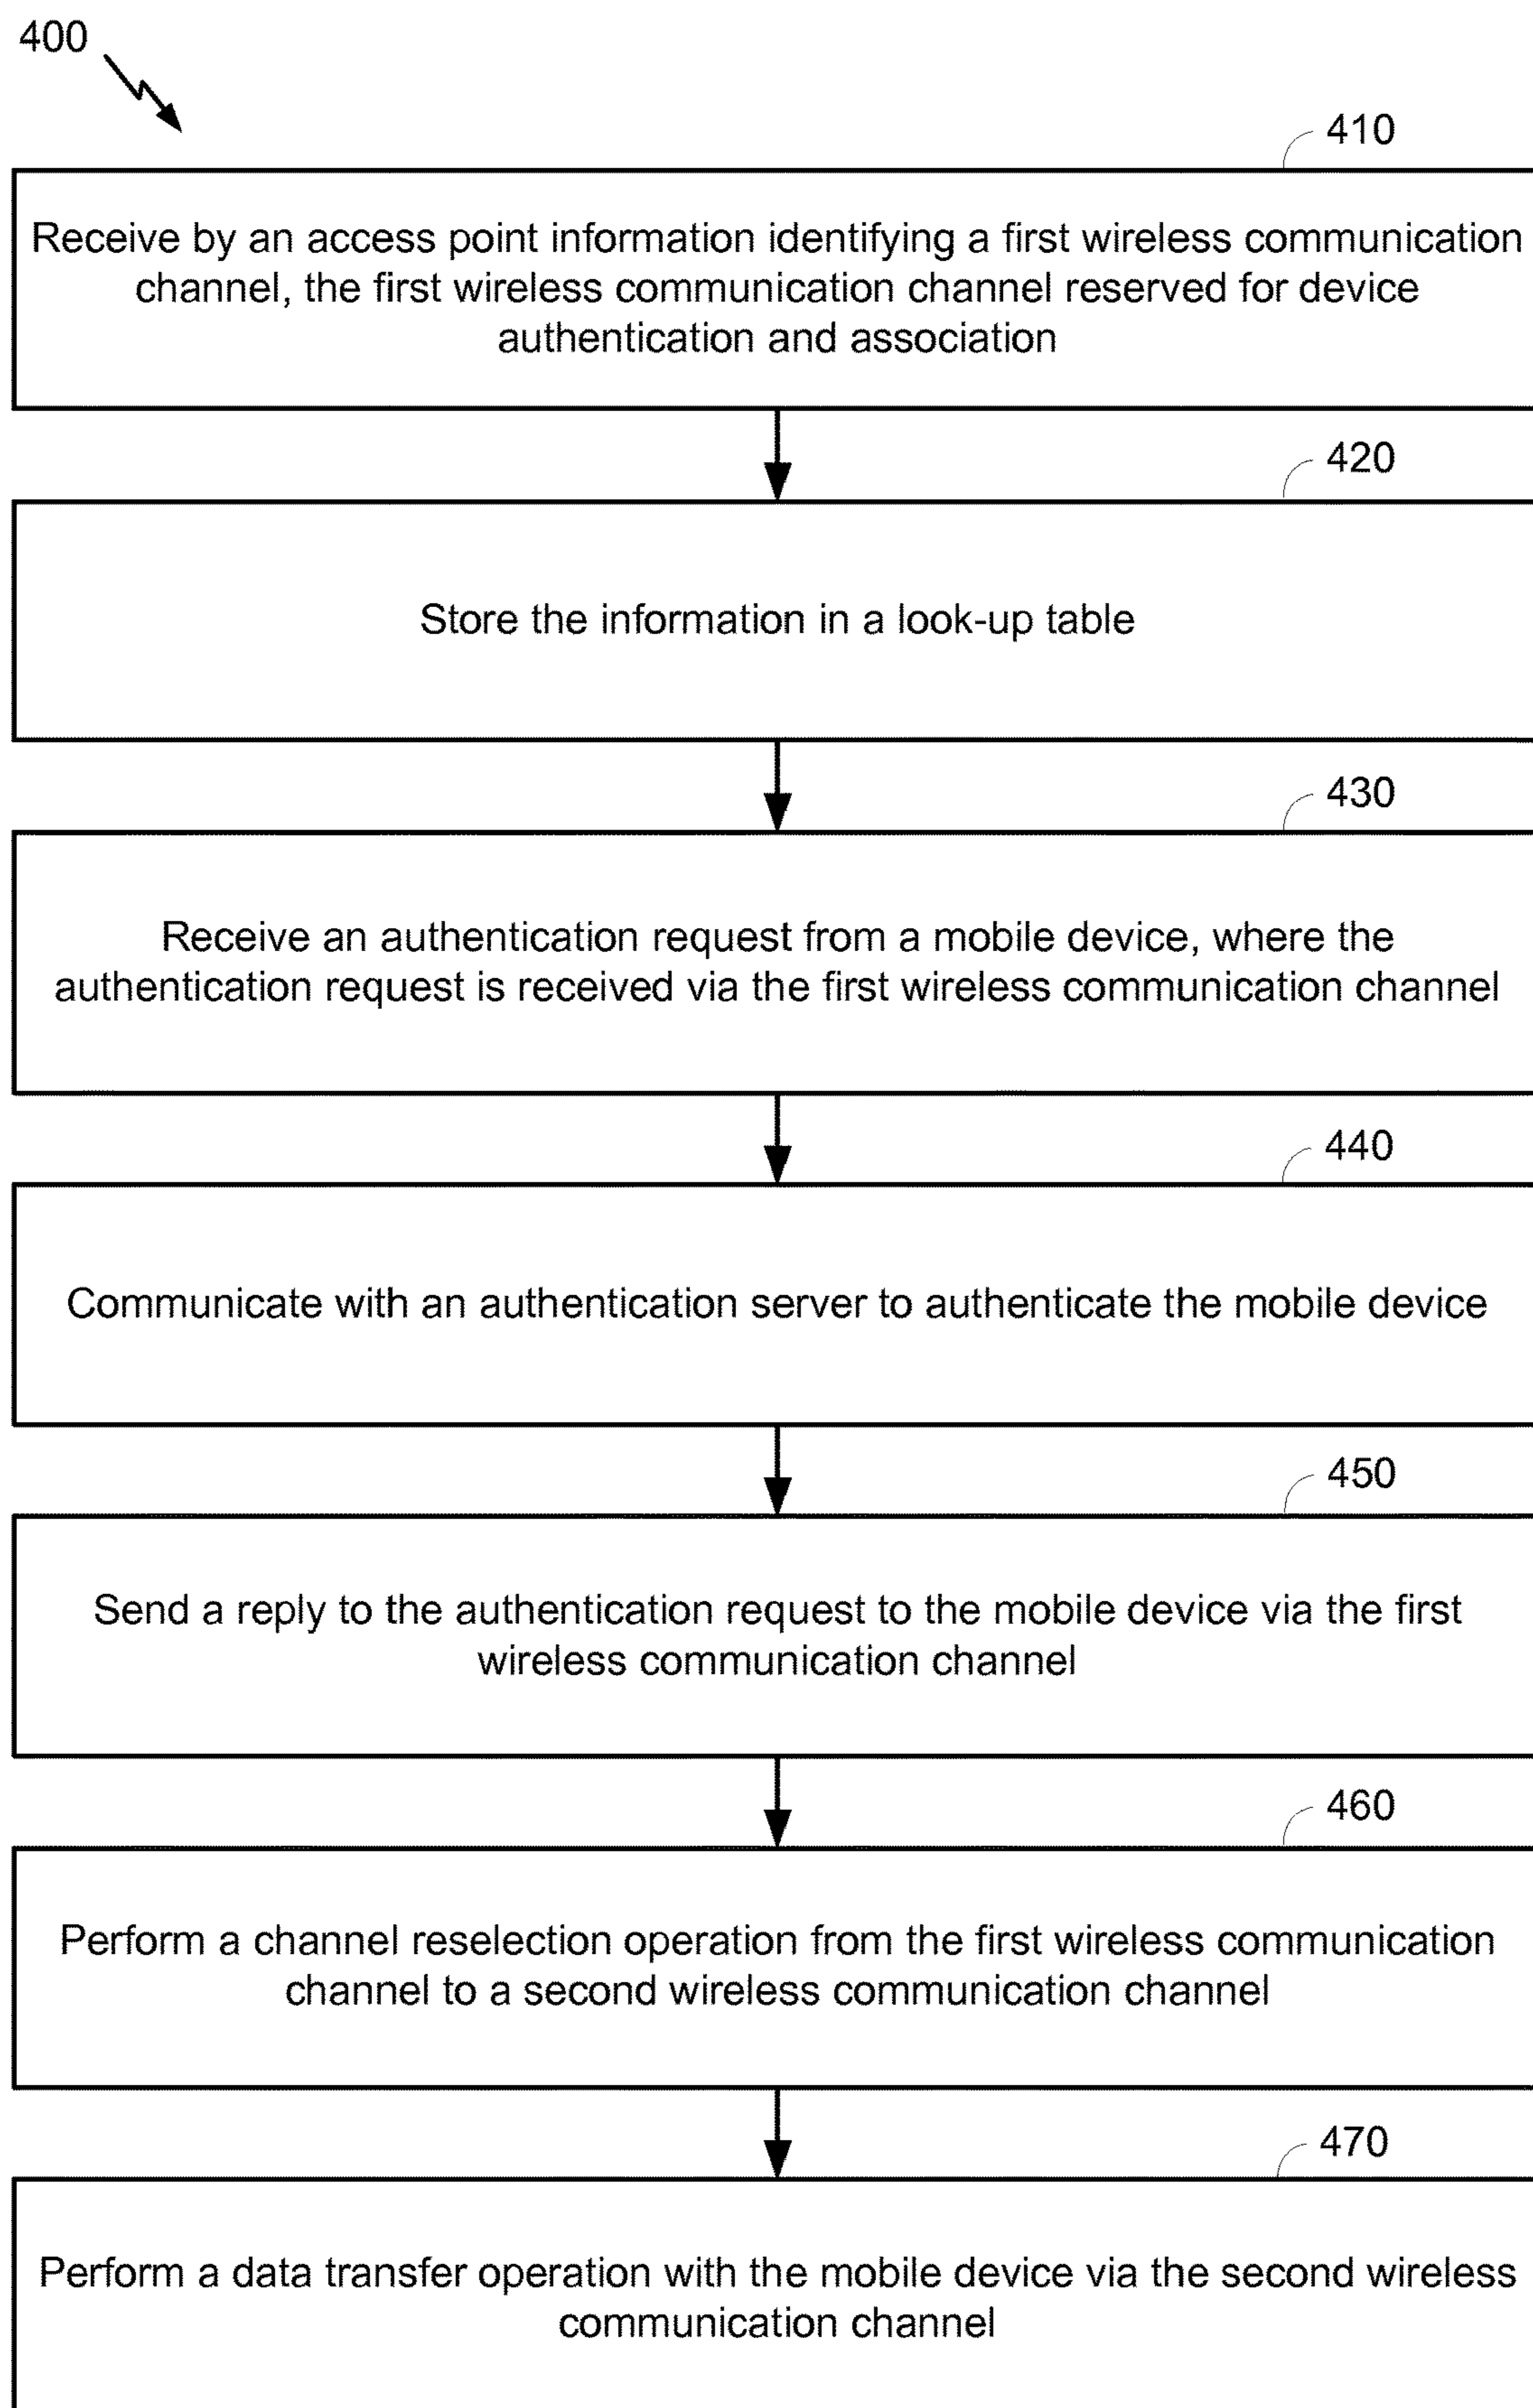 400
410
Receive by an access point information identifying a first wireless communication
channel, the first wireless communication channel reserved for device
authentication and association
420
Store the information in a look-up table
430
Receive an authentication request from a mobile device, where the
authentication request is received via the first wireless communication channel
440
Communicate with an authentication server to authenticate the mobile device
450
Send a reply to the authentication request to the mobile device via the first
wireless communication channel
460
Perform a channel reselection operation from the first wireless communication
channel to a second wireless communication channel
470
Perform a data transfer operation with the mobile device via the second wireless
communication channel